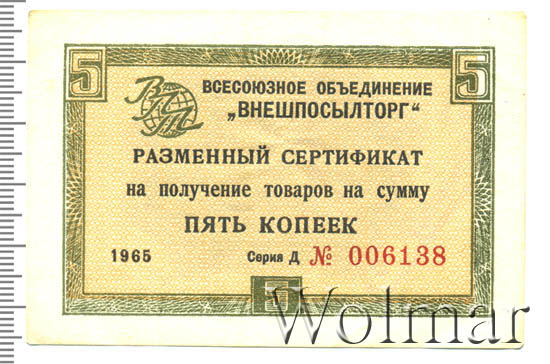 5 5
ВПТ
ВСЕСОЮЗНОЕ ОБЪЕДИНЕНИЕ
„ВНЕШПОСЫЛТОРГ“
РАЗМЕННЫЙ СЕРТИФИКАТ
на получение товаров на сумму
ПЯТЬ КОПЕЕК
1965 Серия Д № 006138
5
Wolmar